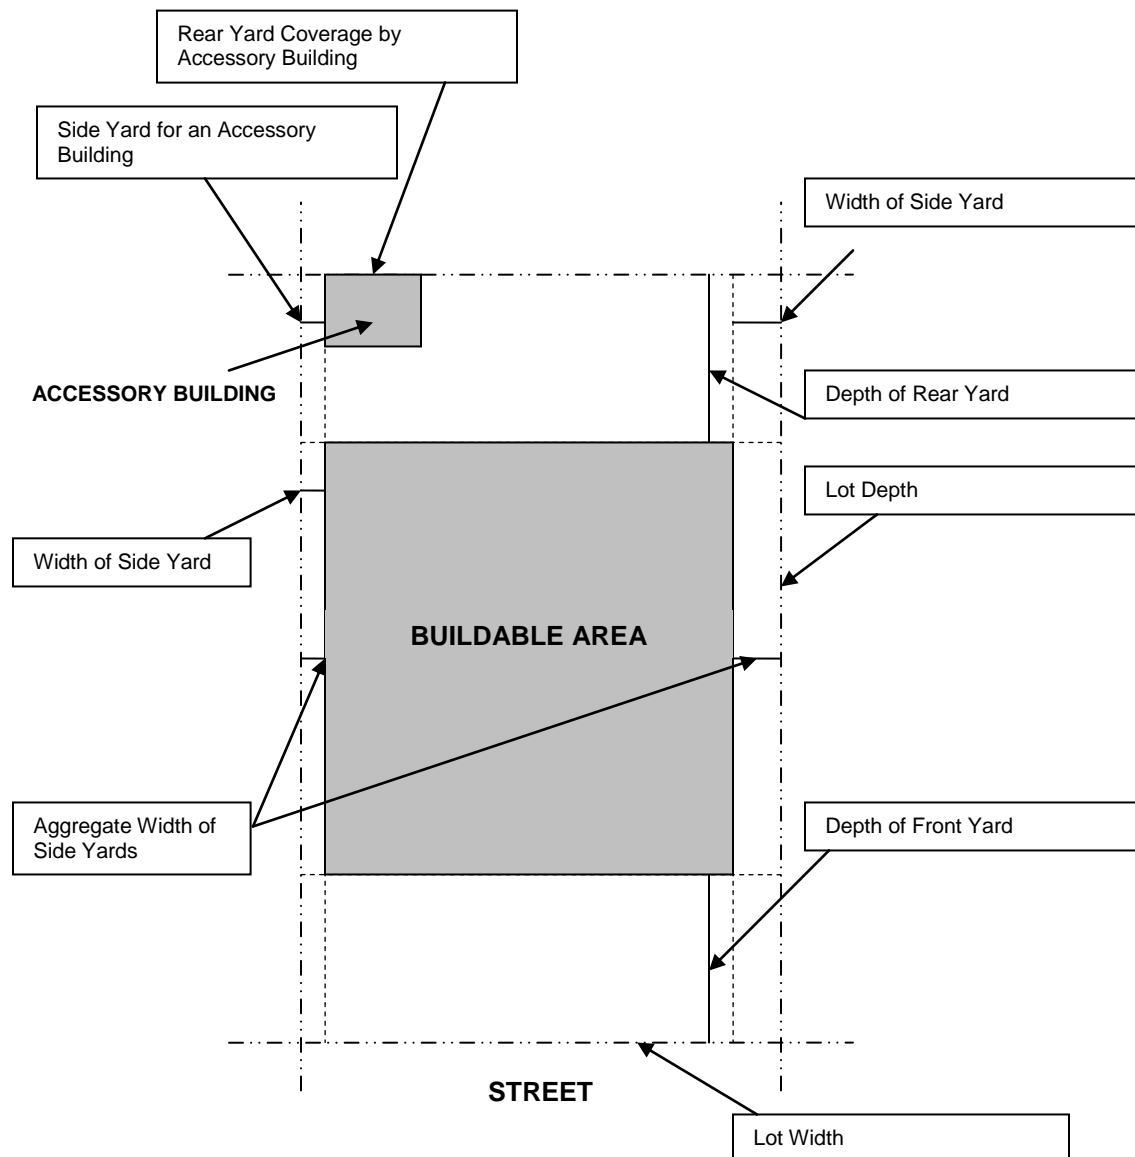 Rear Yard Coverage by
Accessory Building
Side Yard for an Accessory
Building
Width of Side Yard
ACCESSORY BUILDING
Depth of Rear Yard
Lot Depth
Width of Side Yard
BUILDABLE AREA
Aggregate Width of
Side Yards
Depth of Front Yard
STREET
Lot Width